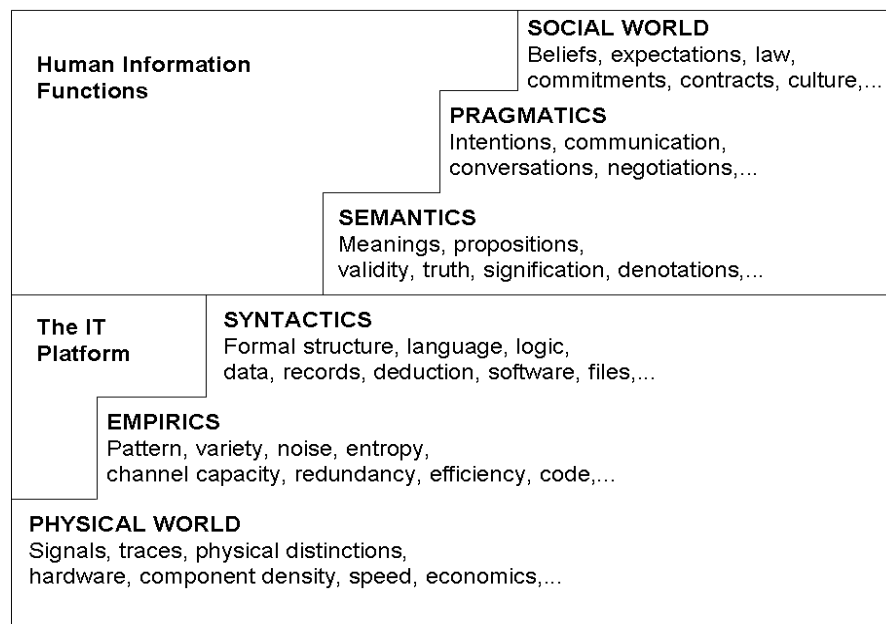 Human Information
Functions
SOCIAL WORLD
Beliefs, expectations, law,
commitments, contracts, culture,...
PRAGMATICS
Intentions, communication,
conversations, negotiations,...
SEMANTICS
Meanings, propositions,
validity, truth, signification, denotations,...
The IT
Platform
SYNTACTICS
Formal structure, language, logic,
data, records, deduction, software, files,...
EMPIRICS
Pattern, variety, noise, entropy,
channel capacity, redundancy, efficiency, code,...
PHYSICAL WORLD
Signals, traces, physical distinctions,
hardware, component density, speed, economics,...